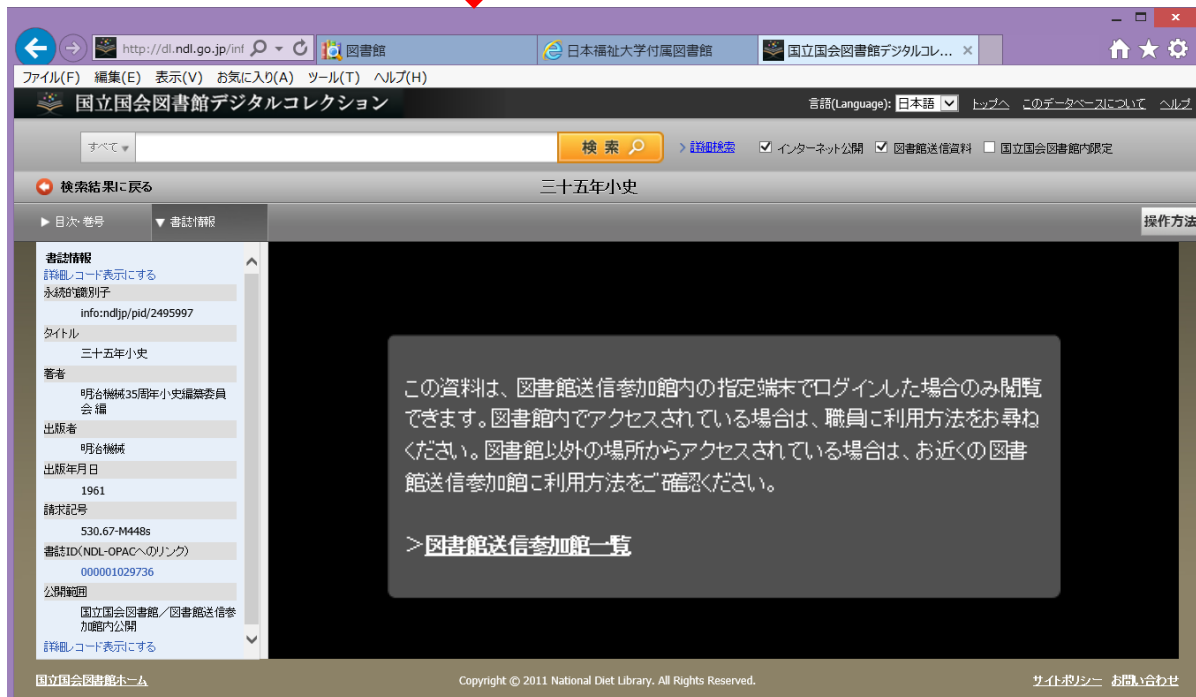 http://dl.ndl.go.jp/inf
図書館
日本福祉大学付属図書館
国立国会図書館デジタルコレ...
ファイル(F) 編集(E) 表示(V) お気に入り(A) ツール(T) ヘルプ(H)
国立国会図書館デジタルコレクション
言語(Language): 日本語 トップへ このデータベースについて ヘルプ
すべて
検索
詳細検索
インターネット公開 図書館送信資料 国立国会図書館内限定
検索結果に戻る
三十五年小史
▶ 目次・巻号
▼ 書誌情報
操作方法
書誌情報
詳細レコード表示にする
永続的識別子
info:ndljp/pid/2495997
タイトル
三十五年小史
著者
明治機械35周年小史編纂委員
会 編
出版者
明治機械
出版年月日
1961
請求記号
530.67-M448s
書誌ID(NDL-OPACへのリンク)
000001029736
公開範囲
国立国会図書館／図書館送信参
加館内公開
詳細レコード表示にする
この資料は、図書館送信参加館内の指定端末でログインした場合のみ閲覧
できます。図書館内でアクセスされている場合は、職員に利用方法をお尋ね
ください。図書館以外の場所からアクセスされている場合は、お近くの図書
館送信参加館に利用方法をご確認ください。
＞図書館送信参加館一覧
国立国会図書館ホーム
Copyright © 2011 National Diet Library. All Rights Reserved.
サイトポリシー お問い合わせ